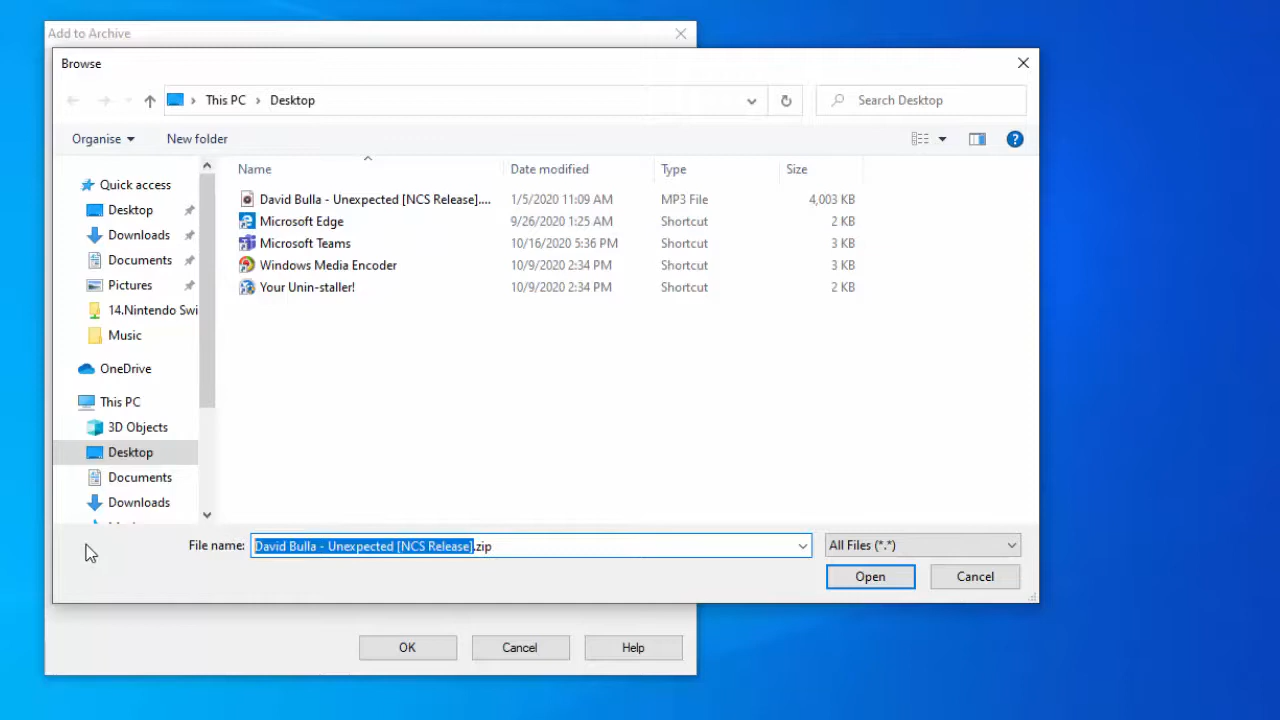 Add to Archive
Browse
This PC > Desktop
Search Desktop
Organise
New folder
Quick access
Desktop
Downloads
Documents
Pictures
14.Nintendo Swi
Music
OneDrive
This PC
3D Objects
Desktop
Documents
Downloads
Name Date modified Type Size
David Bulla - Unexpected [NCS Release].... 1/5/2020 11:09 AM MP3 File 4,003 KB
Microsoft Edge 9/26/2020 1:25 AM Shortcut 2 KB
Microsoft Teams 10/16/2020 5:36 PM Shortcut 3 KB
Windows Media Encoder 10/9/2020 2:34 PM Shortcut 3 KB
Your Unin-staller! 10/9/2020 2:34 PM Shortcut 2 KB
File name: David Bulla - Unexpected [NCS Release].zip All Files (*.*)
Open Cancel
OK Cancel Help